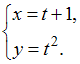 x = t + 1,
y = t².